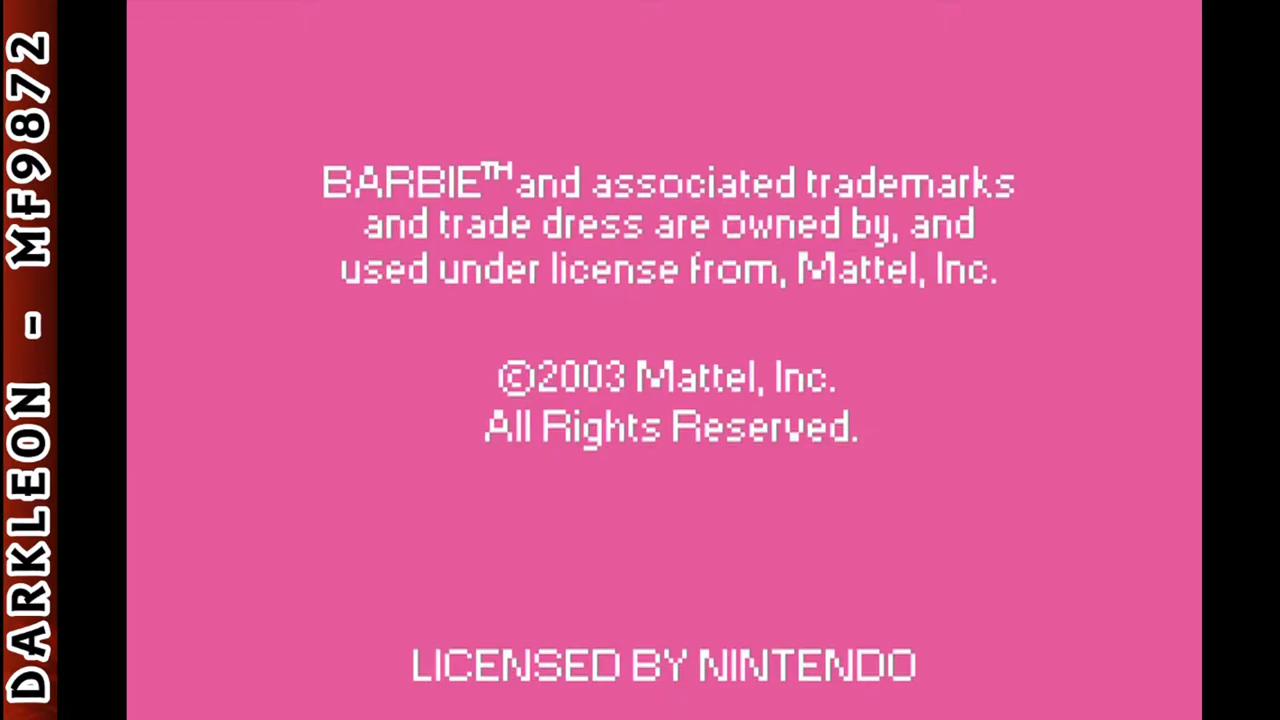 DARKLEON - MF9872
BARBIE™ and associated trademarks
and trade dress are owned by, and
used under license from, Mattel, Inc.
©2003 Mattel, Inc.
All Rights Reserved.
LICENSED BY NINTENDO